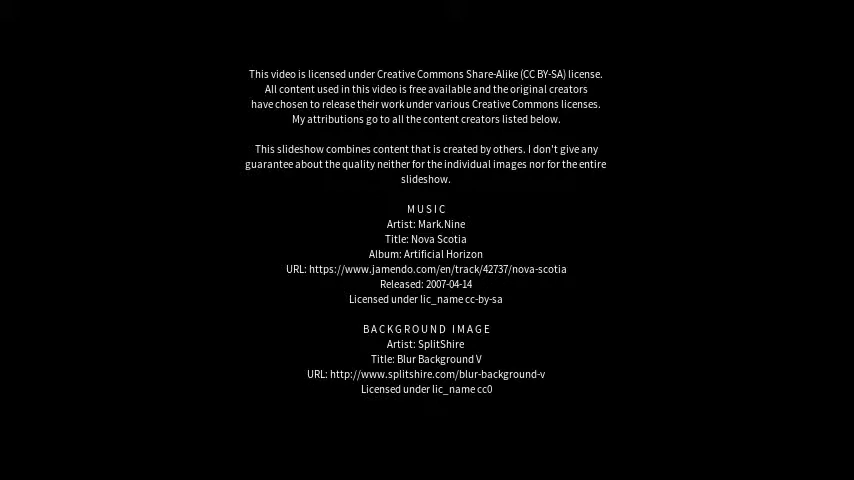 This video is licensed under Creative Commons Share-Alike (CC BY-SA) license.
All content used in this video is free available and the original creators
have chosen to release their work under various Creative Commons licenses.
My attributions go to all the content creators listed below.
This slideshow combines content that is created by others. I don't give any
guarantee about the quality neither for the individual images nor for the entire
slideshow.
MUSIC
Artist: Mark.Nine
Title: Nova Scotia
Album: Artificial Horizon
URL: https://www.jamendo.com/en/track/42737/nova-scotia
Released: 2007-04-14
Licensed under lic_name cc-by-sa
BACKGROUND IMAGE
Artist: SplitShire
Title: Blur Background V
URL: http://www.splitshire.com/blur-background-v
Licensed under lic_name cc0